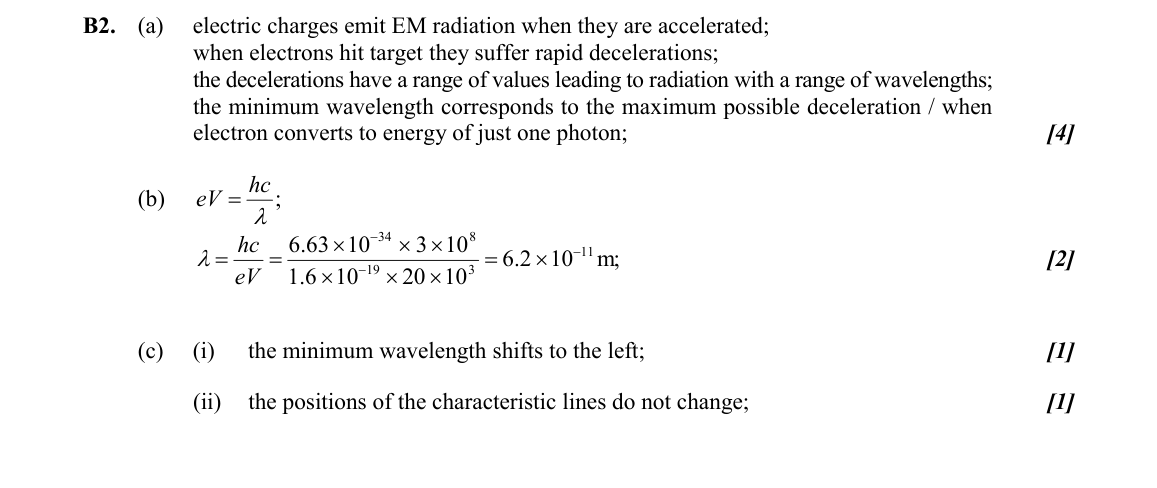 B2. (a) electric charges emit EM radiation when they are accelerated;
when electrons hit target they suffer rapid decelerations;
the decelerations have a range of values leading to radiation with a range of wavelengths;
the minimum wavelength corresponds to the maximum possible deceleration / when
electron converts to energy of just one photon; [4]
(b) eV = hc/λ;
λ = hc/eV = (6.63×10⁻³⁴ × 3×10⁸)/(1.6×10⁻¹⁹ × 20×10³) = 6.2×10⁻¹¹ m; [2]
(c) (i) the minimum wavelength shifts to the left; [1]
(ii) the positions of the characteristic lines do not change; [1]